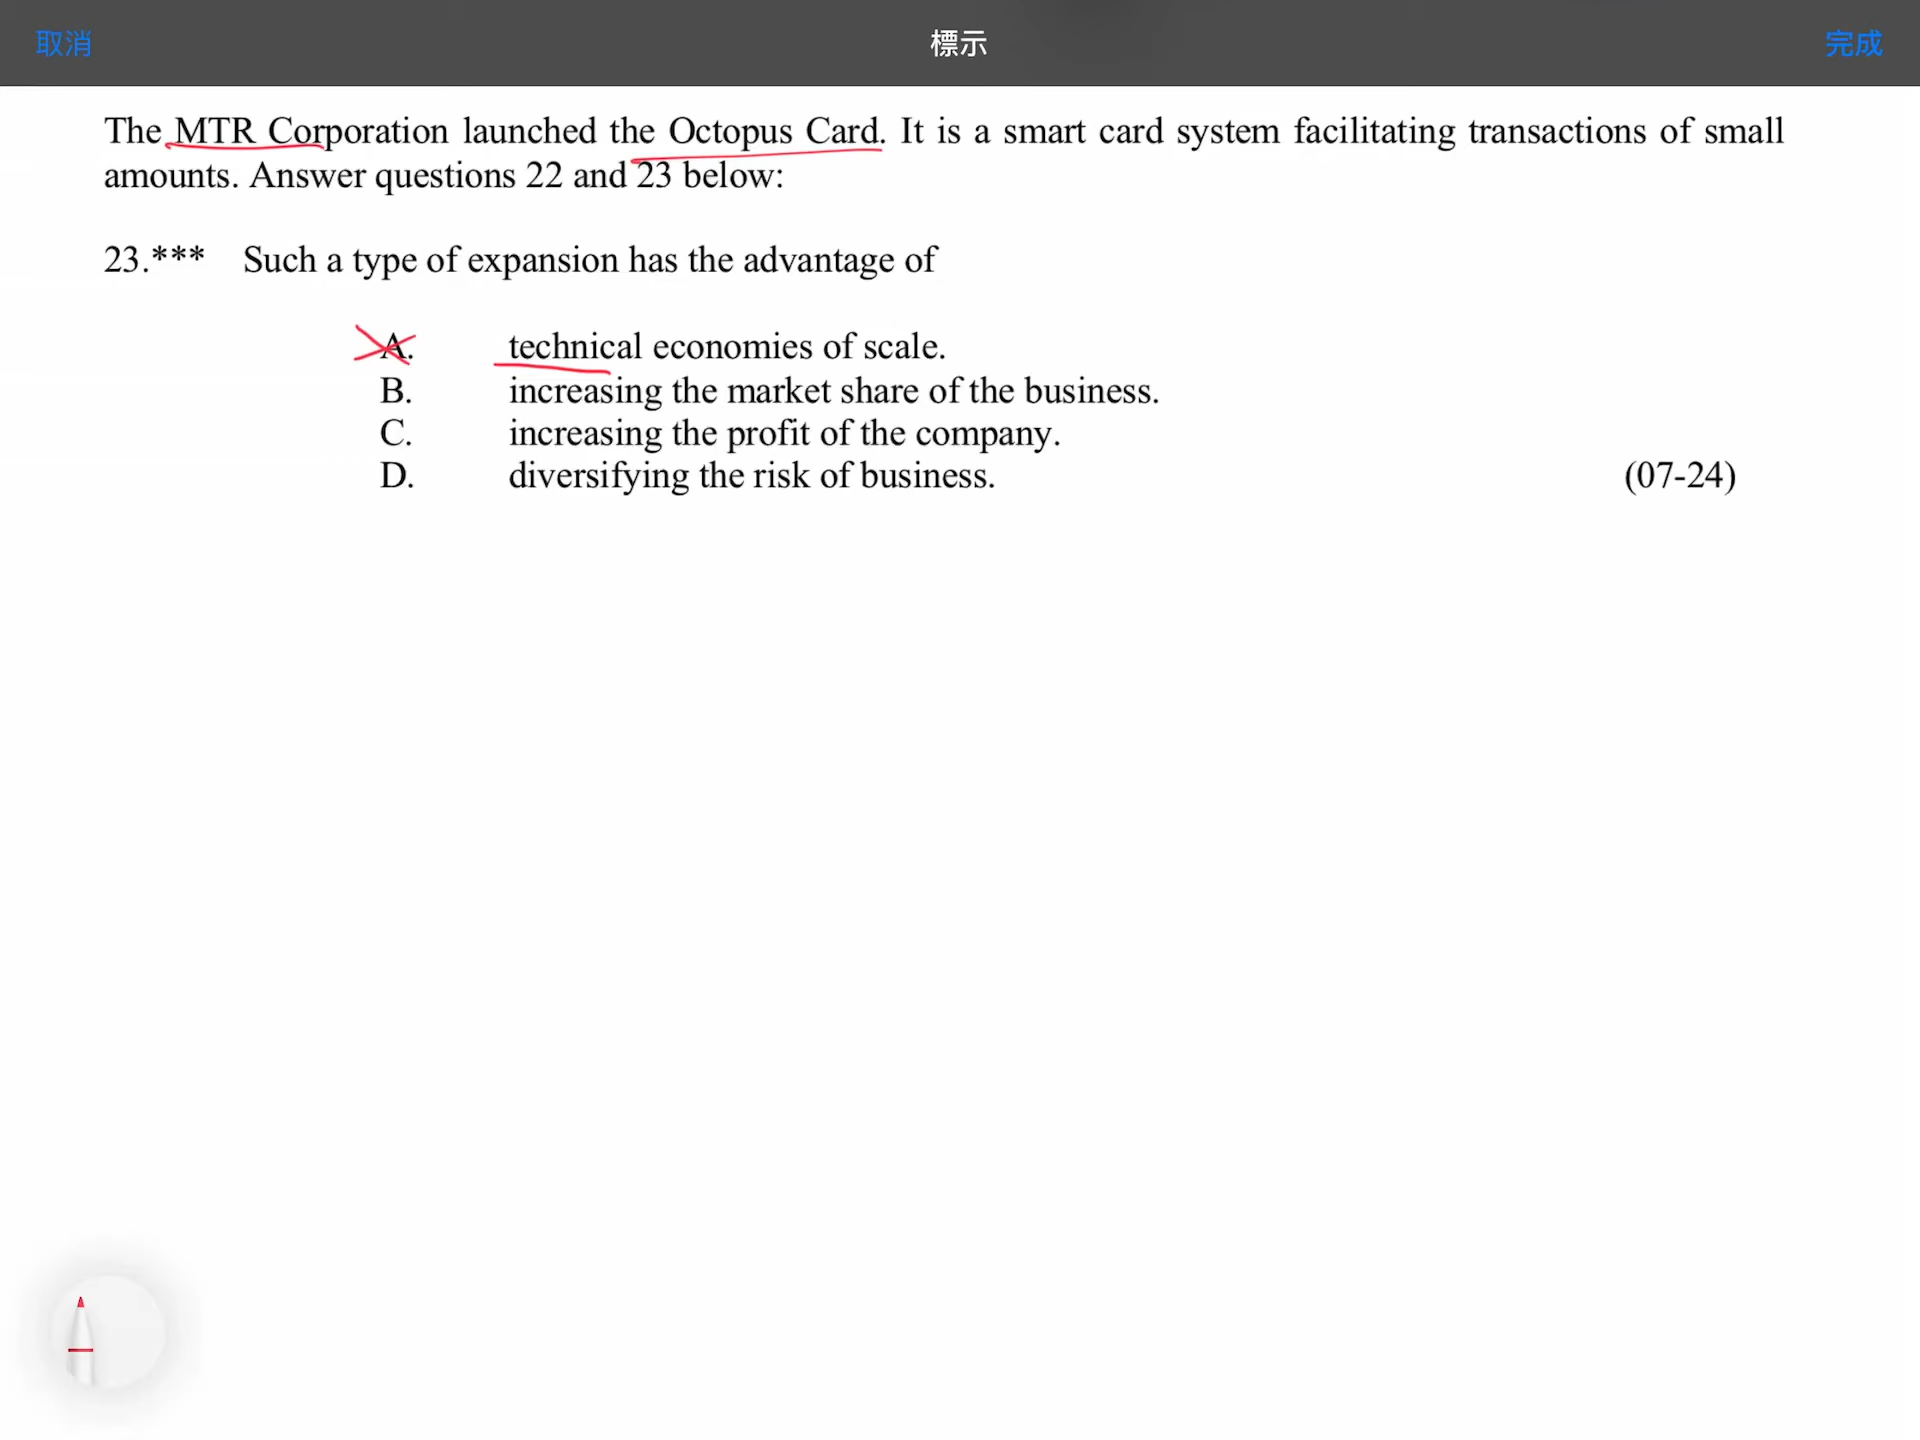 取消 標示 完成
The MTR Corporation launched the Octopus Card. It is a smart card system facilitating transactions of small
amounts. Answer questions 22 and 23 below:
23.*** Such a type of expansion has the advantage of
A. technical economies of scale.
B. increasing the market share of the business.
C. increasing the profit of the company.
D. diversifying the risk of business. (07-24)